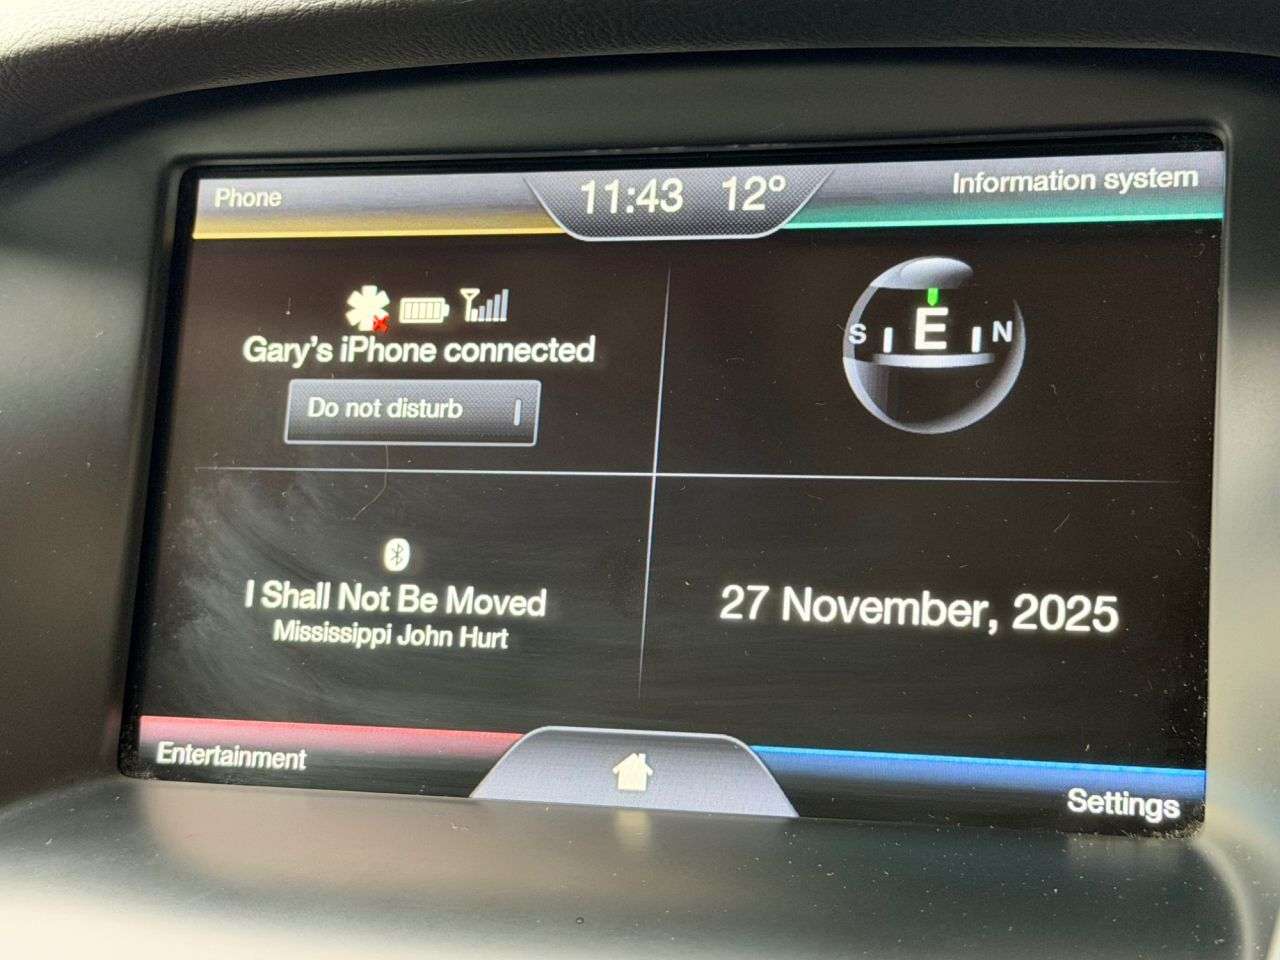 Phone
11:43 12°
Information system
Gary's iPhone connected
Do not disturb
S E N
I Shall Not Be Moved
Mississippi John Hurt
27 November, 2025
Entertainment
Settings